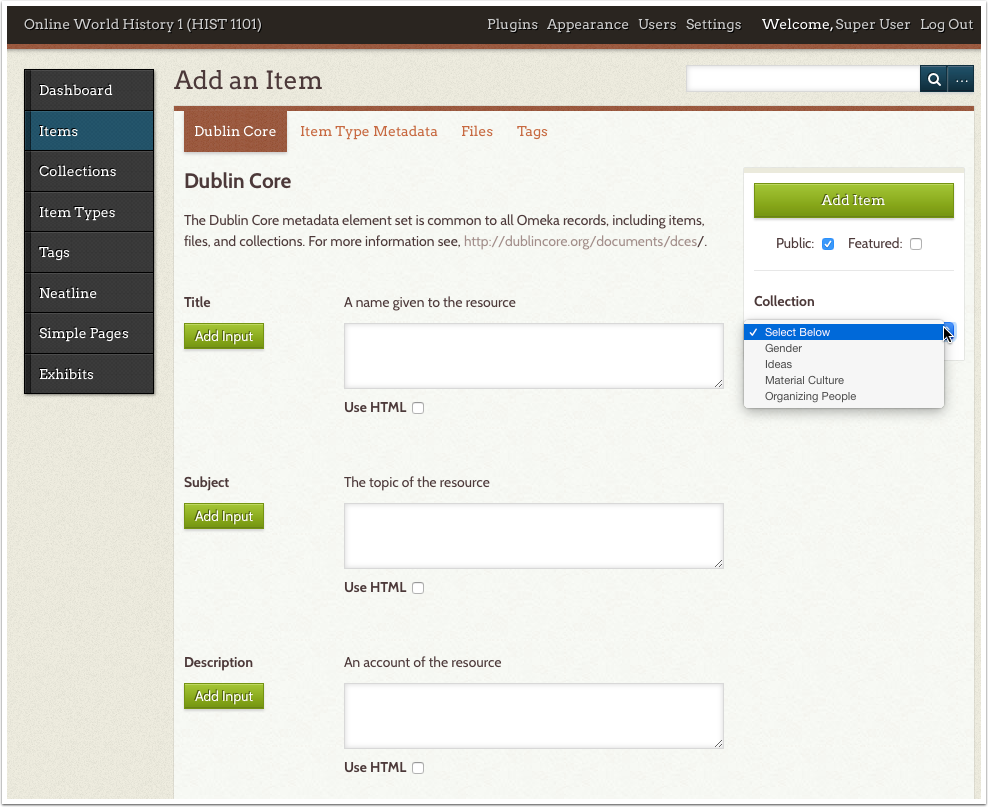 Online World History 1 (HIST 1101)
Plugins Appearance Users Settings Welcome, Super User Log Out
Dashboard
Items
Collections
Item Types
Tags
Neatline
Simple Pages
Exhibits
Add an Item
...
Dublin Core Item Type Metadata Files Tags
Dublin Core
The Dublin Core metadata element set is common to all Omeka records, including items,
files, and collections. For more information see, http://dublincore.org/documents/dces/.
Title
A name given to the resource
Add Input
Use HTML
Subject
The topic of the resource
Add Input
Use HTML
Description
An account of the resource
Add Input
Use HTML
Add Item
Public: Featured:
Collection
✓ Select Below
Gender
Ideas
Material Culture
Organizing People